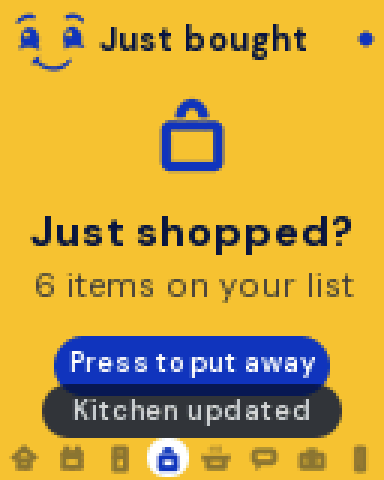 Just bought
Just shopped?
6 items on your list
Press to put away
Kitchen updated